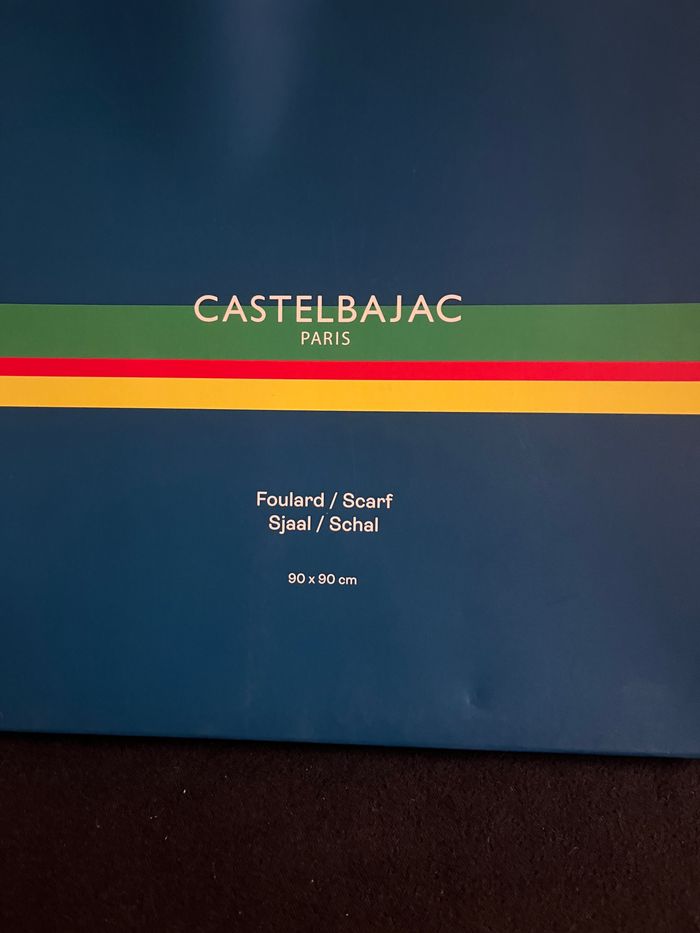 CASTELBAJAC
PARIS
Foulard / Scarf
Sjaal / Schal
90 x 90 cm